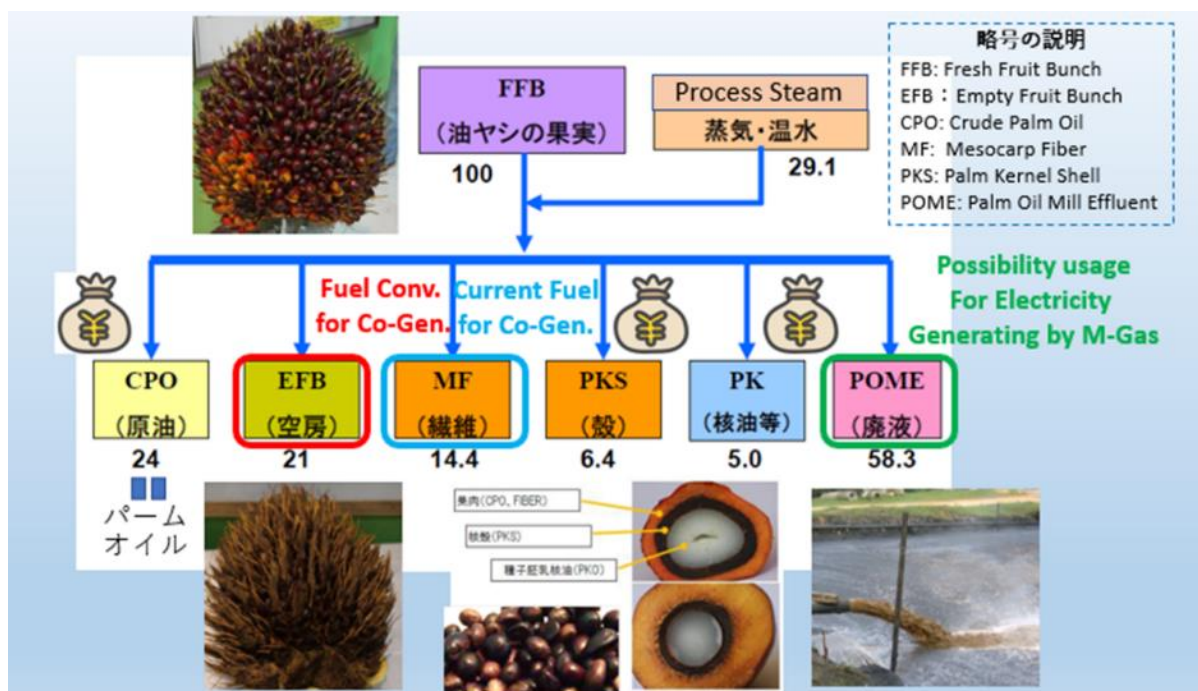 FFB
(油ヤシの果実)
100
Process Steam
蒸気・温水
29.1
略号の説明
FFB: Fresh Fruit Bunch
EFB：Empty Fruit Bunch
CPO: Crude Palm Oil
MF: Mesocarp Fiber
PKS: Palm Kernel Shell
POME: Palm Oil Mill Effluent
Fuel Conv.
for Co-Gen.
Current Fuel
for Co-Gen.
Possibility usage
For Electricity
Generating by M-Gas
¥
¥
¥
CPO
(原油)
24
EFB
(空房)
21
MF
(繊維)
14.4
PKS
(殻)
6.4
PK
(核油等)
5.0
POME
(廃液)
58.3
パーム
オイル
果肉(CPO, FIBER)
核殻(PKS)
種子胚乳核油(PKO)